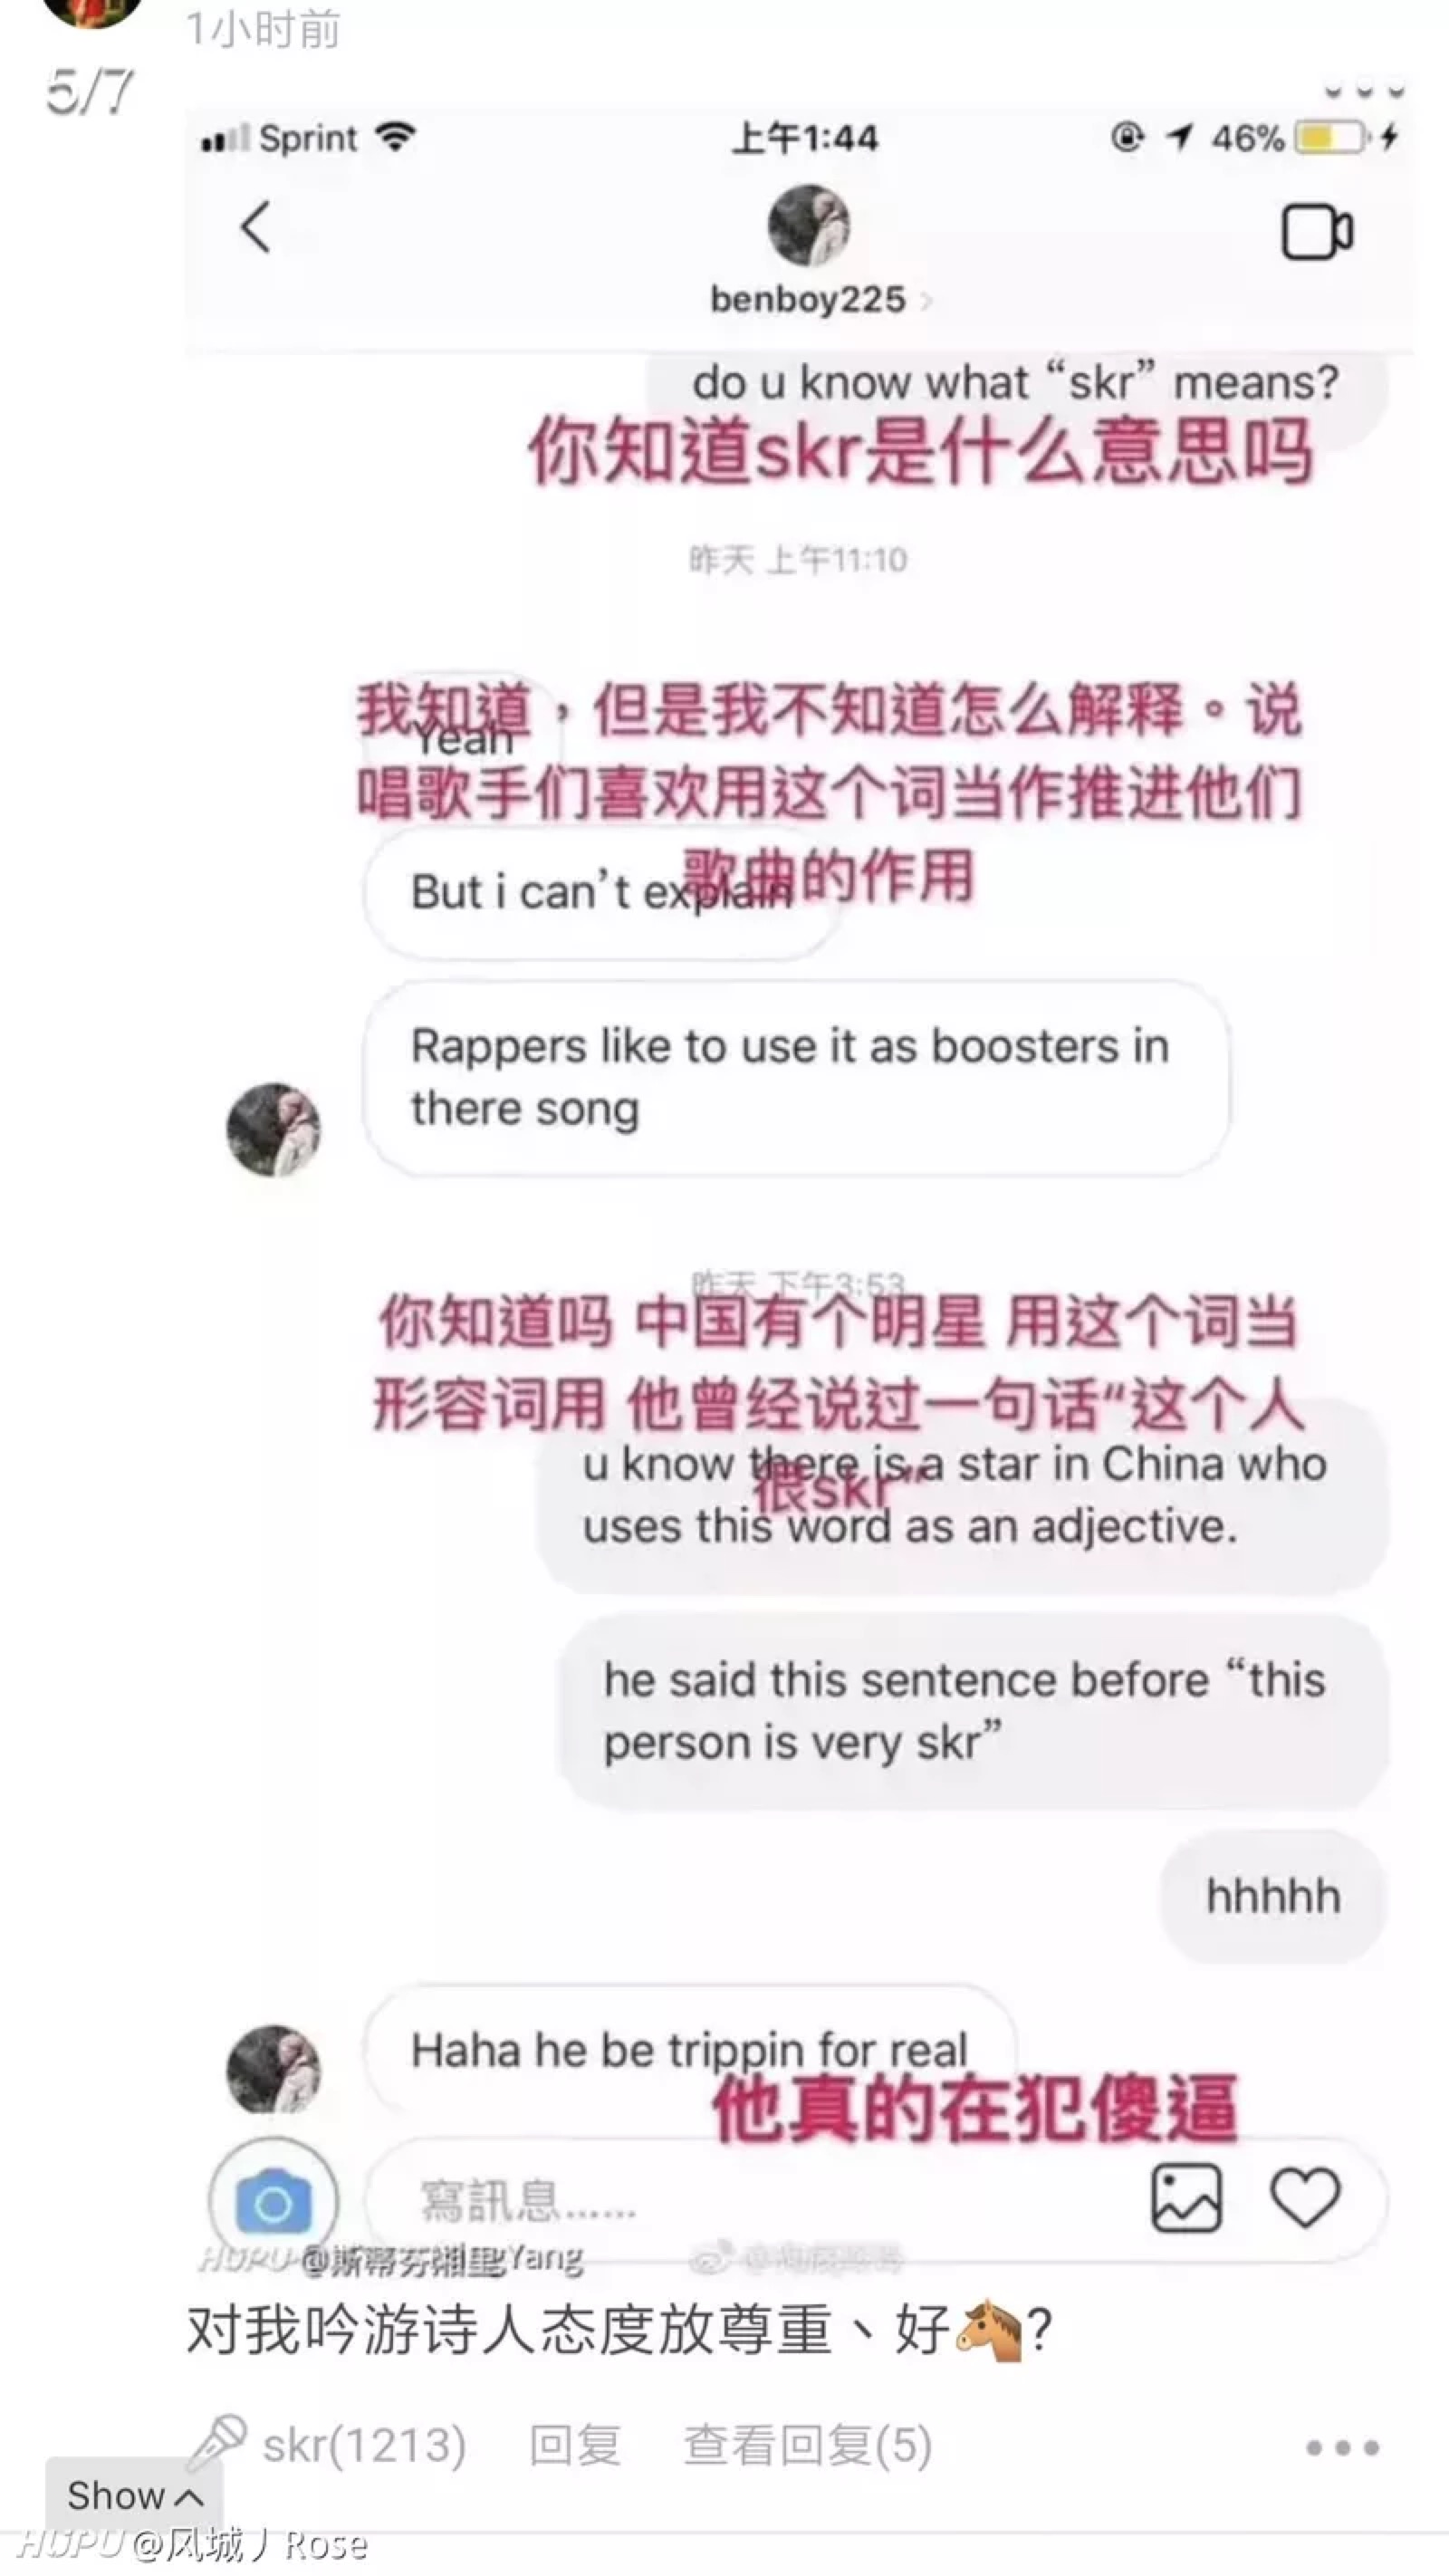 1小时前
5/7
Sprint 上午1:44 46%
benboy225
do u know what “skr” means?
你知道skr是什么意思吗
昨天 上午11:10
我知道，但是我不知道怎么解释。说
Yeah
唱歌手们喜欢用这个词当作推进他们
歌曲的作用
But i can’t explain
Rappers like to use it as boosters in
there song
昨天 下午3:53
你知道吗 中国有个明星 用这个词当
形容词用 他曾经说过一句话“这个人
很skr“
u know there is a star in China who
uses this word as an adjective.
he said this sentence before “this
person is very skr”
hhhhh
Haha he be trippin for real
他真的在犯傻逼
寫訊息......
HUPU @斯蒂芬湘里Yang
对我吟游诗人态度放尊重、好🐴?
skr(1213) 回复 查看回复(5)
Show
HUPU @风城丿Rose